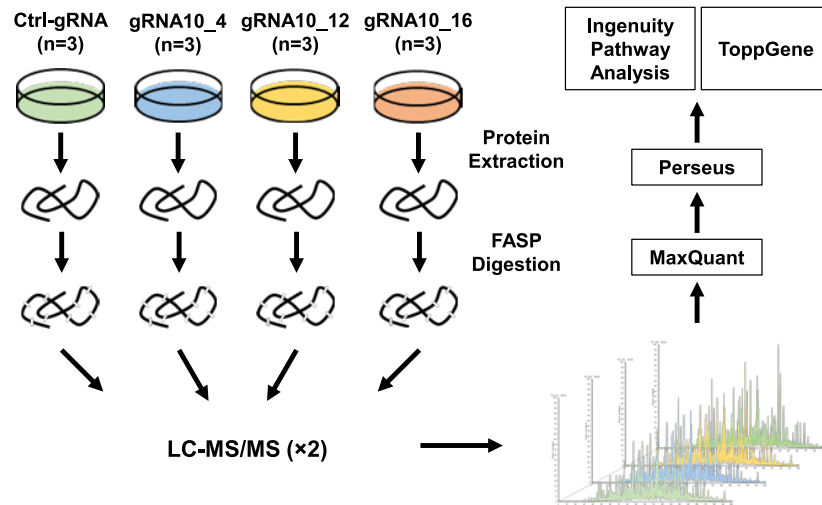 Ctrl-gRNA
(n=3)
gRNA10_4
(n=3)
gRNA10_12
(n=3)
gRNA10_16
(n=3)
Protein
Extraction
FASP
Digestion
LC-MS/MS (×2)
Ingenuity
Pathway
Analysis
ToppGene
Perseus
MaxQuant